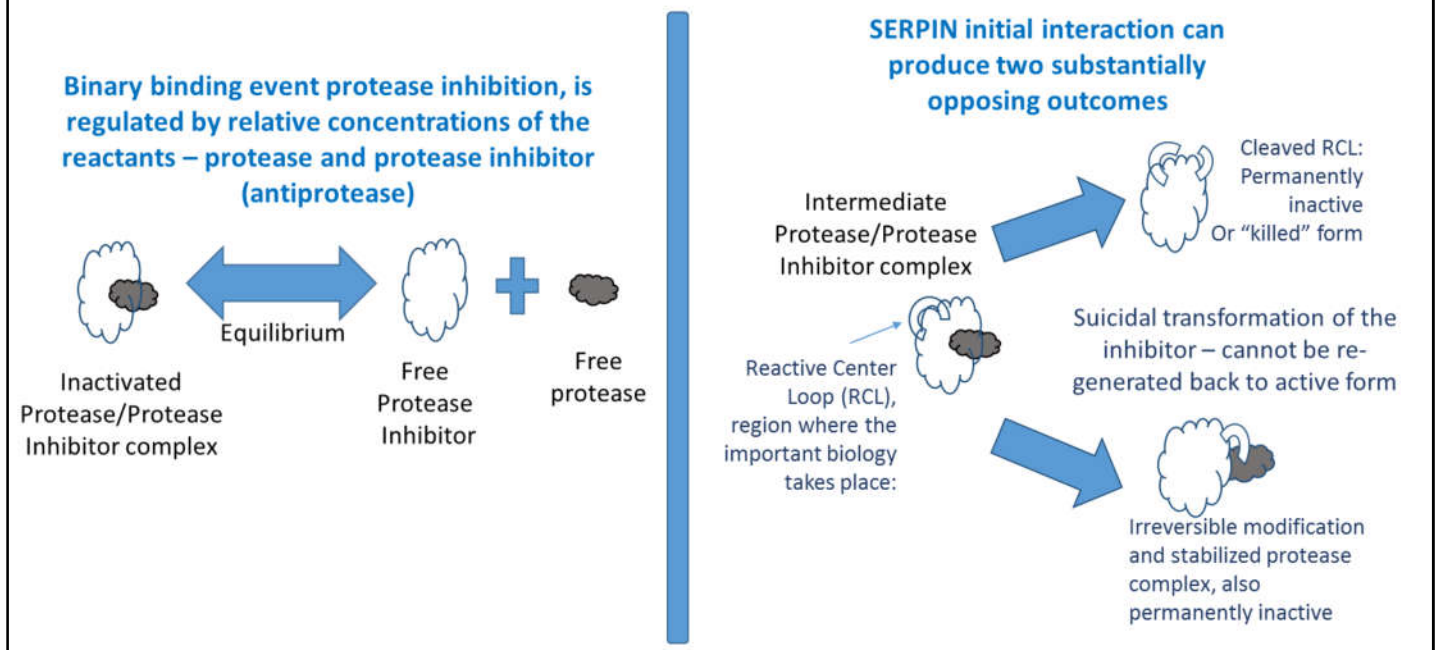 Binary binding event protease inhibition, is
regulated by relative concentrations of the
reactants – protease and protease inhibitor
(antiprotease)
Equilibrium
Inactivated
Protease/Protease
Inhibitor complex
Free
Protease
Inhibitor
Free
protease
SERPIN initial interaction can
produce two substantially
opposing outcomes
Intermediate
Protease/Protease
Inhibitor complex
Cleaved RCL:
Permanently
inactive
Or “killed” form
Reactive Center
Loop (RCL),
region where the
important biology
takes place:
Suicidal transformation of the
inhibitor – cannot be re-
generated back to active form
Irreversible modification
and stabilized protease
complex, also
permanently inactive